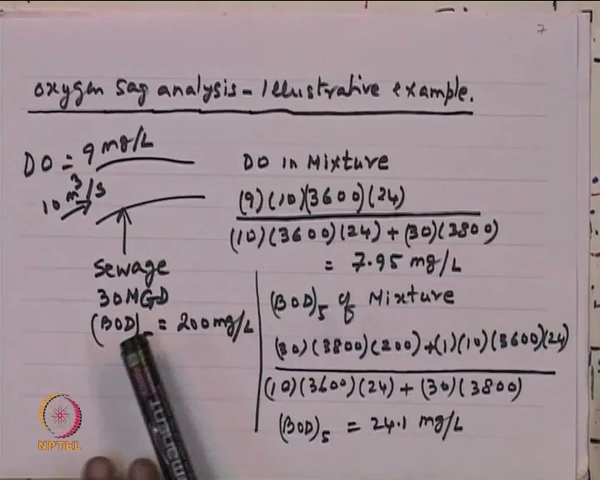 7
Oxygen sag analysis - Illustrative example.
DO = 9 mg/L
10 m³/s
Sewage
30 MGD
(BOD)5 = 200 mg/L
DO in Mixture
(9)(10)(3600)(24)
(10)(3600)(24) + (30)(3800)
= 7.95 mg/L
(BOD)5 of Mixture
(30)(3800)(200) + (1)(10)(3600)(24)
(10)(3600)(24) + (30)(3800)
(BOD)5 = 24.1 mg/L
NPTEL